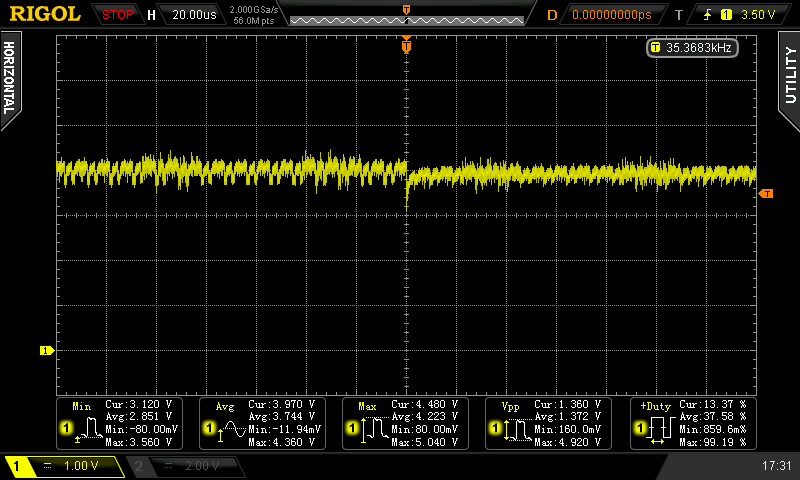 RIGOL STOP H 20.00us 2.000GSa/s 56.0M pts T D 0.00000000ps T 1 3.50 V
HORIZONTAL
UTILITY
T
T 35.3683kHz
T
1
Min Cur: 3.120 V Avg: 2.851 V Min: -80.00mV Max: 3.560 V 1
Avg Cur: 3.970 V Avg: 3.744 V Min: -11.94mV Max: 4.360 V 1
Max Cur: 4.480 V Avg: 4.223 V Min: 80.00mV Max: 5.040 V 1
Vpp Cur: 1.360 V Avg: 1.372 V Min: 160.0mV Max: 4.920 V 1
+Duty Cur: 13.37 % Avg: 37.58 % Min: 859.6m% Max: 99.19 % 1
1 1.00 V 2 2.00 V 17:31